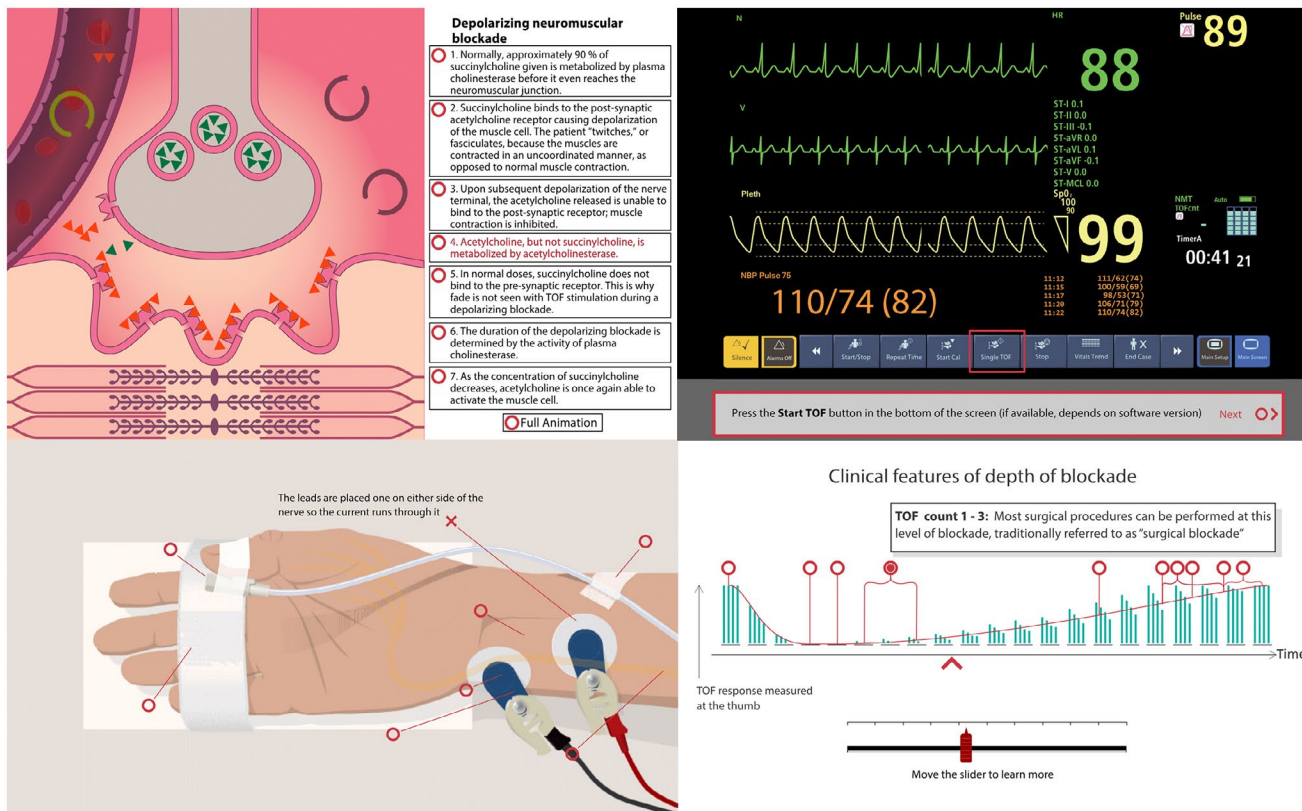 Depolarizing neuromuscular
blockade
1. Normally, approximately 90 % of
succinylcholine given is metabolized by plasma
cholinesterase before it even reaches the
neuromuscular junction.
2. Succinylcholine binds to the post-synaptic
acetylcholine receptor causing depolarization
of the muscle cell. The patient "twitches," or
fasciculates, because the muscles are
contracted in an uncoordinated manner, as
opposed to normal muscle contraction.
3. Upon subsequent depolarization of the nerve
terminal, the acetylcholine released is unable to
bind to the post-synaptic receptor; muscle
contraction is inhibited.
4. Acetylcholine, but not succinylcholine, is
metabolized by acetylcholinesterase.
5. In normal doses, succinylcholine does not
bind to the pre-synaptic receptor. This is why
fade is not seen with TOF stimulation during a
depolarizing blockade.
6. The duration of the depolarizing blockade is
determined by the activity of plasma
cholinesterase.
7. As the concentration of succinylcholine
decreases, acetylcholine is once again able to
activate the muscle cell.
Full Animation
N
HR
88
Pulse
89
V
ST-I 0.1
ST-II 0.0
ST-III -0.1
ST-aVR 0.0
ST-aVL 0.1
ST-aVF -0.1
ST-V 0.0
ST-MCL 0.0
Pleth
SpO₂
100
90
99
NMT
Auto
TOFcnt
-
TimerA
00:41 21
NBP Pulse 75
110/74 (82)
11:12 111/62(74)
11:15 100/59(69)
11:17 98/53(71)
11:20 106/71(79)
11:22 110/74(82)
Silence
Alarms Off
Start/Stop
Repeat Time
Start Cal
Single TOF
Stop
Vitals Trend
End Case
Main Setup
Main Screen
Press the Start TOF button in the bottom of the screen (if available, depends on software version)
Next
The leads are placed one on either side of the
nerve so the current runs through it
Clinical features of depth of blockade
TOF count 1 - 3: Most surgical procedures can be performed at this
level of blockade, traditionally referred to as "surgical blockade"
Time
TOF response measured
at the thumb
Move the slider to learn more